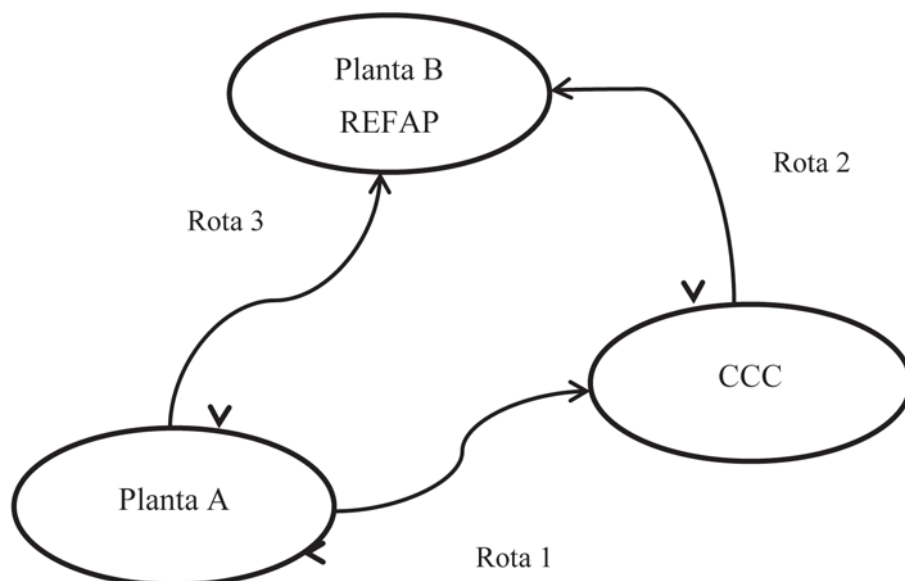 Planta B
REFAP
Rota 2
Rota 3
CCC
Planta A
Rota 1